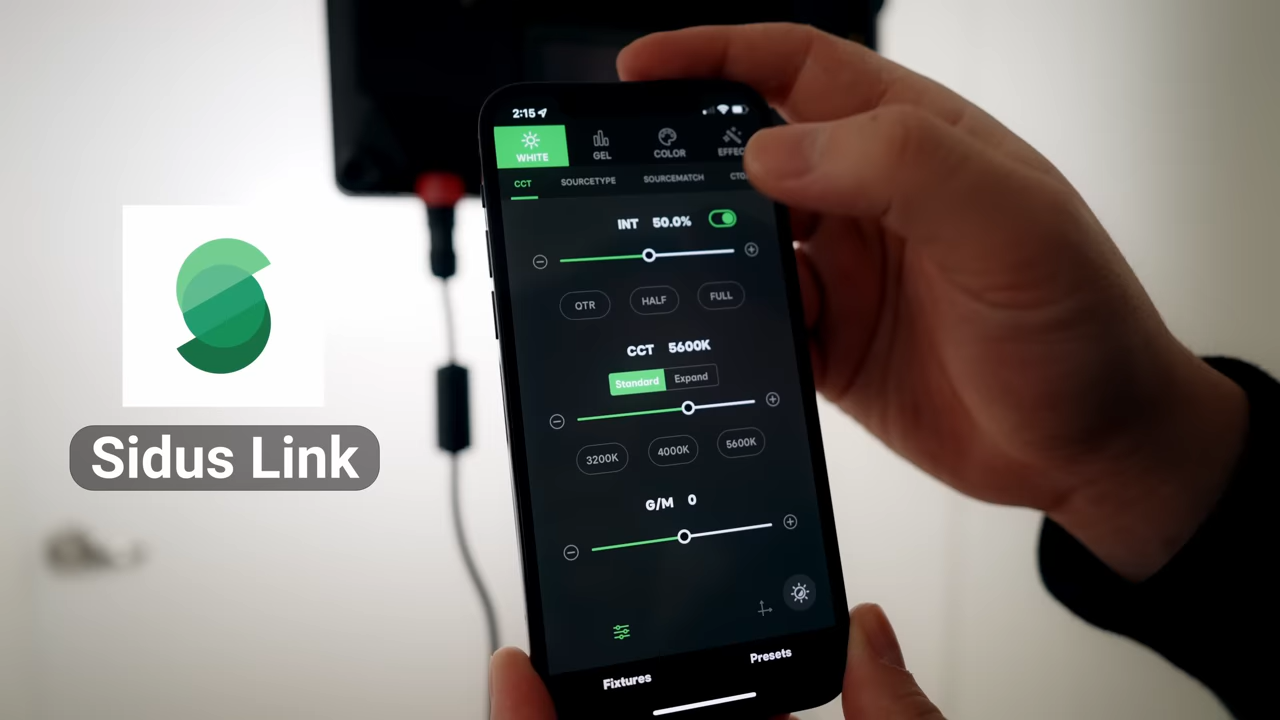 2:15
WHITE GEL COLOR EFFEC
CCT SOURCETYPE SOURCEMATCH
INT 50.0%
QTR HALF FULL
CCT 5600K
Standard Expand
3200K 4000K 5600K
G/M 0
Fixtures Presets
Sidus Link